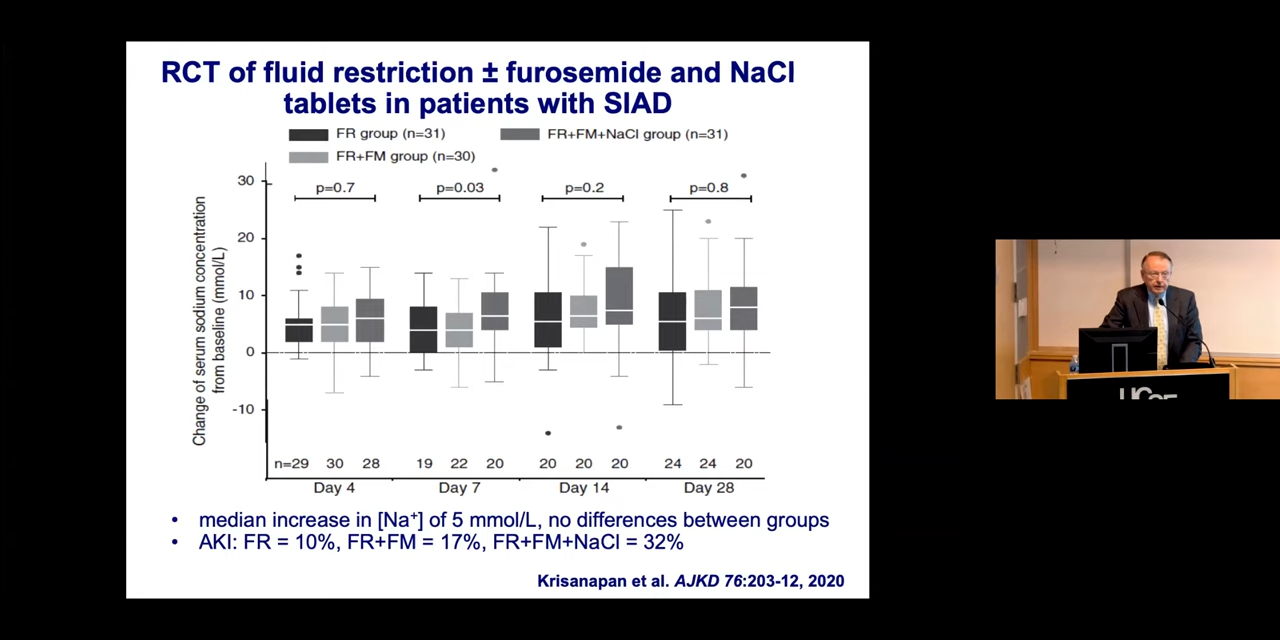 RCT of fluid restriction ± furosemide and NaCl
tablets in patients with SIAD
FR group (n=31)
FR+FM+NaCl group (n=31)
FR+FM group (n=30)
Change of serum sodium concentration
from baseline (mmol/L)
30
20
10
0
-10
p=0.7
p=0.03
p=0.2
p=0.8
n=29 30 28
19 22 20
20 20 20
24 24 20
Day 4
Day 7
Day 14
Day 28
• median increase in [Na⁺] of 5 mmol/L, no differences between groups
• AKI: FR = 10%, FR+FM = 17%, FR+FM+NaCl = 32%
Krisanapan et al. AJKD 76:203-12, 2020